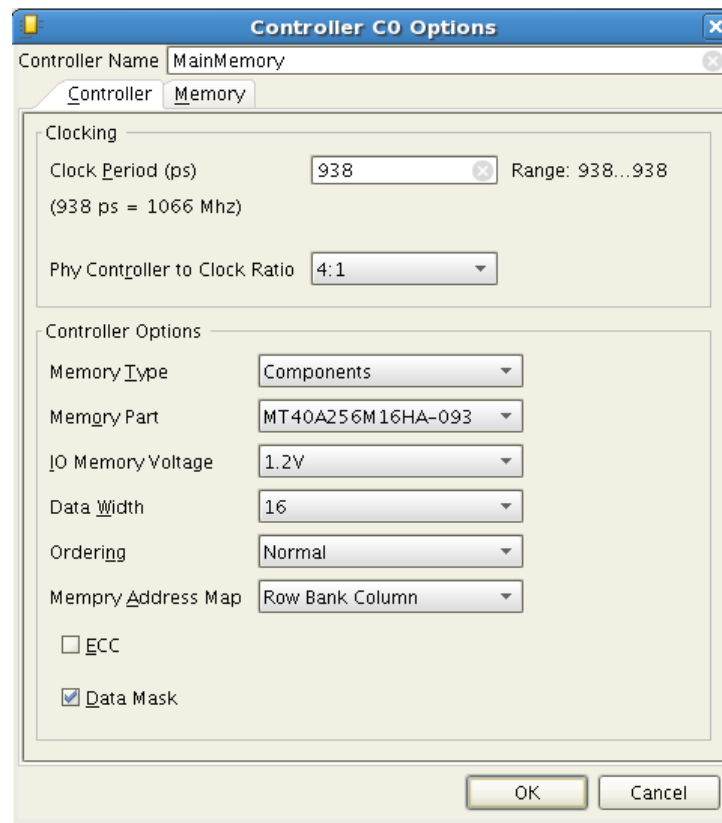 Controller C0 Options
Controller Name MainMemory
Controller Memory
Clocking
Clock Period (ps) 938 Range: 938...938
(938 ps = 1066 Mhz)
Phy Controller to Clock Ratio 4:1
Controller Options
Memory Type Components
Memory Part MT40A256M16HA-093
IO Memory Voltage 1.2V
Data Width 16
Ordering Normal
Mempry Address Map Row Bank Column
ECC
Data Mask
OK Cancel